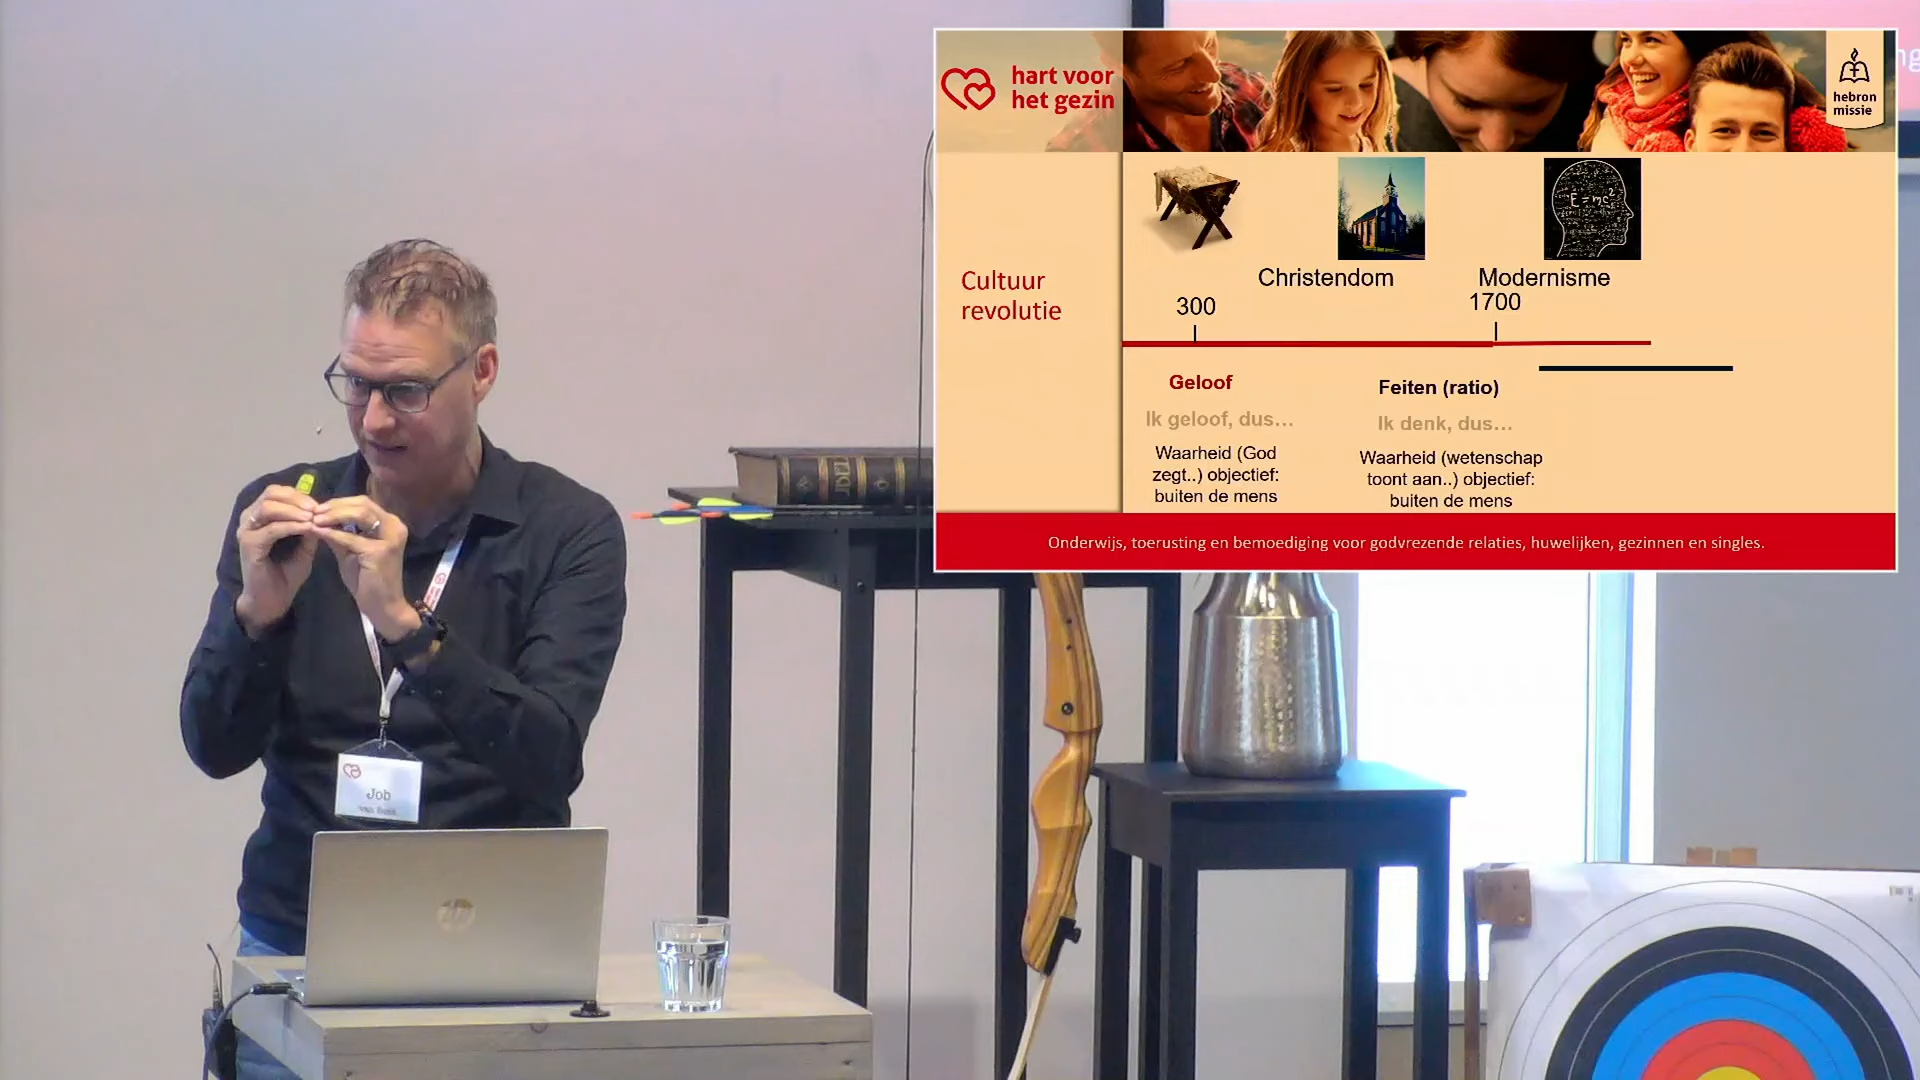 hart voor
het gezin
hebron
missie
E=mc²
Christendom
Modernisme
300
1700
Cultuur
revolutie
Geloof
Feiten (ratio)
Ik geloof, dus...
Ik denk, dus...
Waarheid (God
zegt..) objectief:
buiten de mens
Waarheid (wetenschap
toont aan..) objectief:
buiten de mens
Onderwijs, toerusting en bemoediging voor godvrezende relaties, huwelijken, gezinnen en singles.
Job
hp